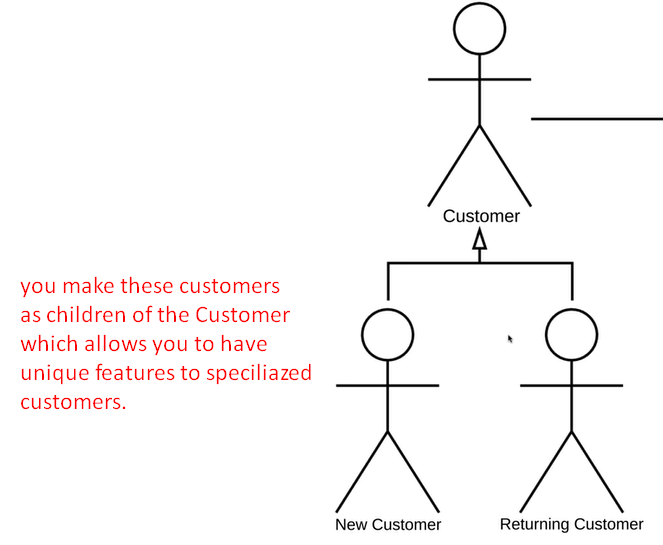 Customer
you make these customers
as children of the Customer
which allows you to have
unique features to speciliazed
customers.
New Customer
Returning Customer